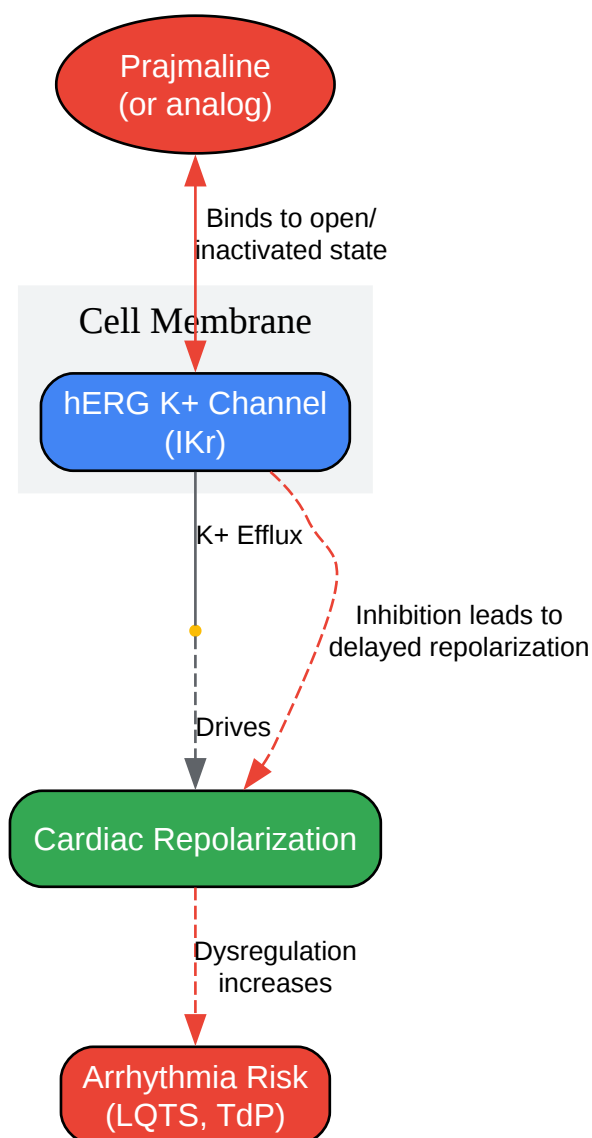 Prajmaline
(or analog)
Binds to open/
inactivated state
Cell Membrane
hERG K+ Channel
(IKr)
K+ Efflux
Inhibition leads to
delayed repolarization
Drives
Cardiac Repolarization
Dysregulation
increases
Arrhythmia Risk
(LQTS, TdP)